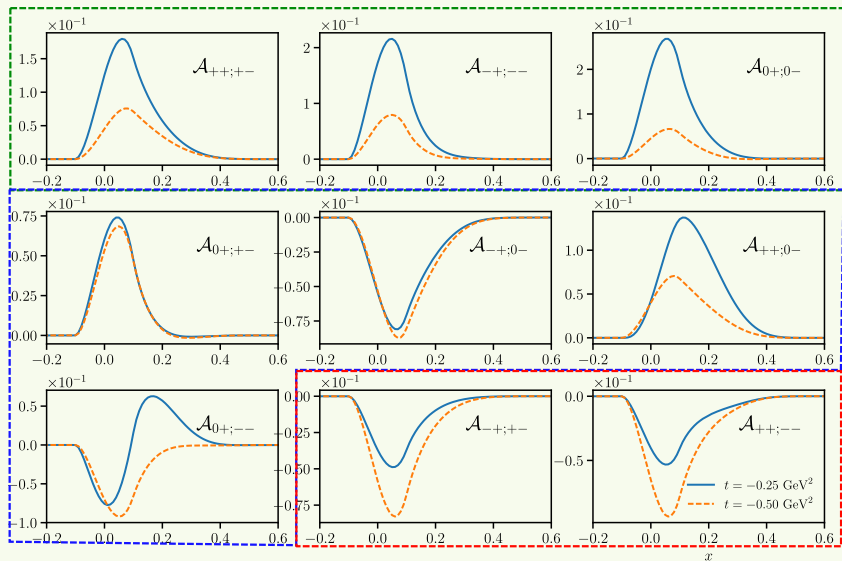 ×10⁻¹ ×10⁻¹ ×10⁻¹
1.5 1.0 0.5 0.0 𝒜₊₊;₊₋ −0.2 0.0 0.2 0.4 0.6
2 1 0 𝒜₋₊;₋₋ −0.2 0.0 0.2 0.4 0.6
2 1 0 𝒜₀₊;₀₋ −0.2 0.0 0.2 0.4 0.6
×10⁻¹ ×10⁻¹ ×10⁻¹
0.75 0.50 0.25 0.00 𝒜₀₊;₊₋ −0.2 0.0 0.2 0.4 0.6
0.00 0.75 𝒜₋₊;₀₋ −0.2 0.0 0.2 0.4 0.6
1.0 0.5 0.0 𝒜₊₊;₀₋ −0.2 0.0 0.2 0.4 0.6
×10⁻¹ ×10⁻¹ ×10⁻¹
0.5 0.0 −0.5 −1.0 𝒜₀₊;₋₋ −0.2 0.0 0.2 0.4 0.6
0.00 0.25 0.50 0.75 𝒜₋₊;₊₋ −0.2 0.0 0.2 0.4 0.6
0.0 −0.5 𝒜₊₊;₋₋ −0.2 0.0 0.2 0.4 0.6
t = −0.25 GeV²
t = −0.50 GeV²
x